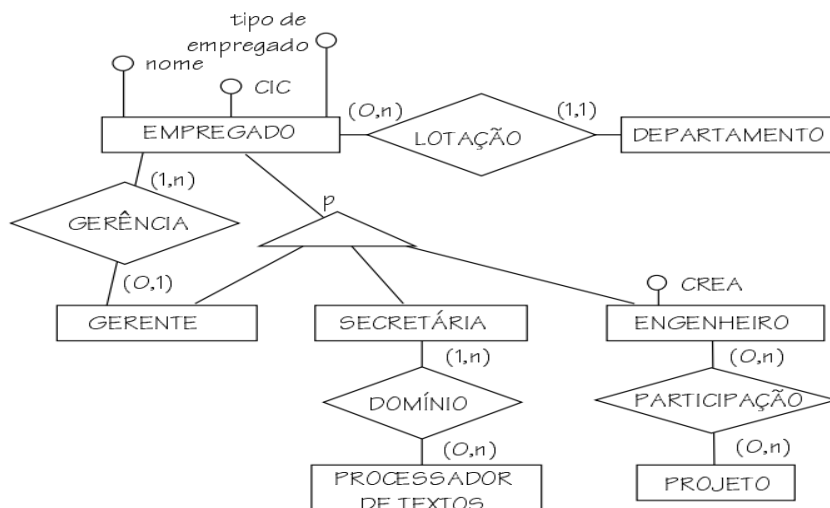 tipo de
empregado
nome
CIC
EMPREGADO
(0,n)
LOTAÇÃO
(1,1)
DEPARTAMENTO
(1,n)
GERÊNCIA
(0,1)
p
GERENTE
SECRETÁRIA
CREA
ENGENHEIRO
(1,n)
DOMÍNIO
(0,n)
PROCESSADOR
DE TEXTOS
(0,n)
PARTICIPAÇÃO
(0,n)
PROJETO